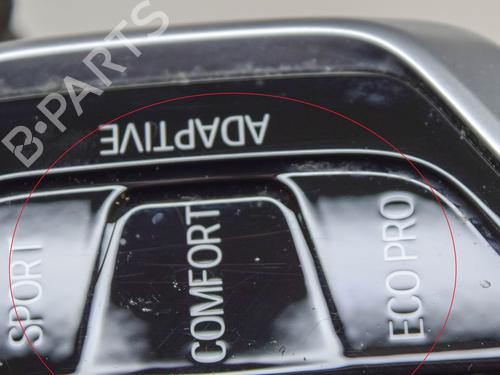 B·PARTS
ADAPTIVE
SPORT
COMFORT
ECO PRO